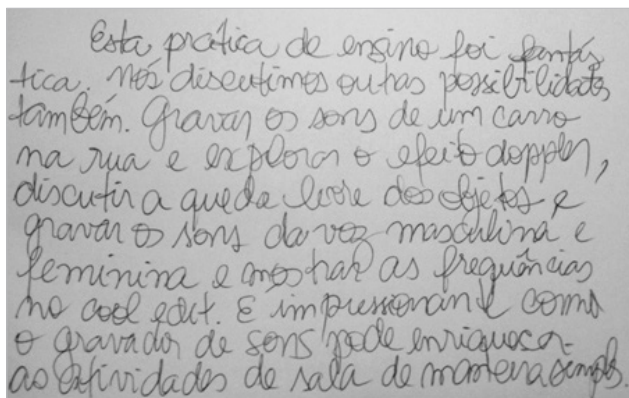 Esta prática de ensino foi fantás
tica. Nós discutimos outras possibilidades
também. Gravar os sons de um carro
na rua e explorar o efeito doppler,
discutir a queda livre dos objetos e
gravar os sons da voz masculina e
feminina e mostrar as frequências
no cool edit. É impressionante como
o gravador de sons pode enriquecer
as atividades de sala de maneira simples.